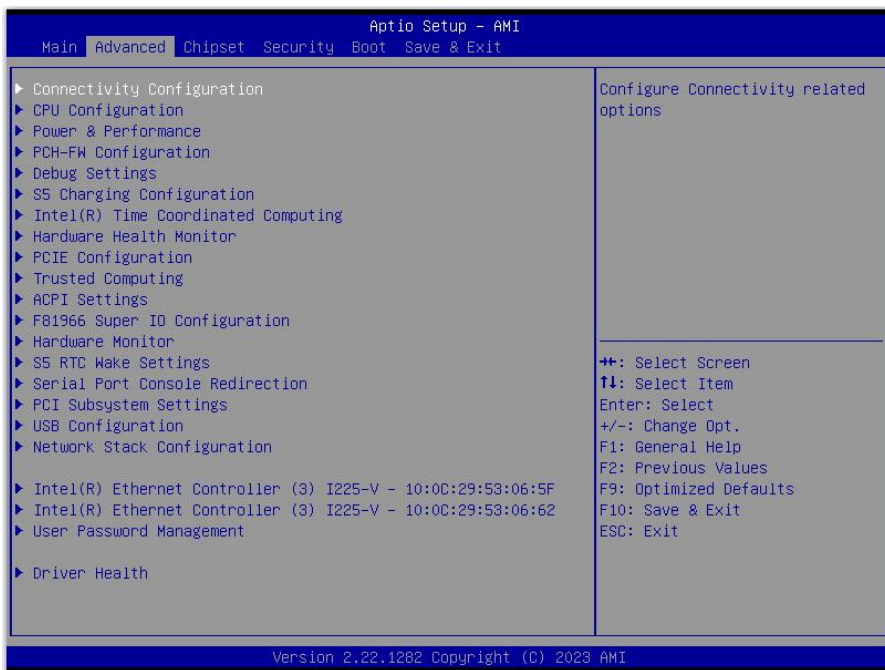 Aptio Setup – AMI
Main Advanced Chipset Security Boot Save & Exit
▶ Connectivity Configuration
▶ CPU Configuration
▶ Power & Performance
▶ PCH-FW Configuration
▶ Debug Settings
▶ S5 Charging Configuration
▶ Intel(R) Time Coordinated Computing
▶ Hardware Health Monitor
▶ PCIE Configuration
▶ Trusted Computing
▶ ACPI Settings
▶ F81966 Super IO Configuration
▶ Hardware Monitor
▶ S5 RTC Wake Settings
▶ Serial Port Console Redirection
▶ PCI Subsystem Settings
▶ USB Configuration
▶ Network Stack Configuration
▶ Intel(R) Ethernet Controller (3) I225-V – 10:0C:29:53:06:5F
▶ Intel(R) Ethernet Controller (3) I225-V – 10:0C:29:53:06:62
▶ User Password Management
▶ Driver Health
Configure Connectivity related
options
→←: Select Screen
↑↓: Select Item
Enter: Select
+/-: Change Opt.
F1: General Help
F2: Previous Values
F9: Optimized Defaults
F10: Save & Exit
ESC: Exit
Version 2.22.1282 Copyright (C) 2023 AMI